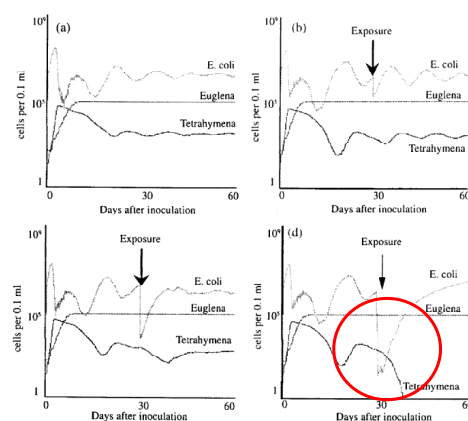 (a)
10⁹
E. coli
Euglena
10⁵
Tetrahymena
1
cells per 0.1 ml
0 30 60
Days after inoculation
(b)
Exposure
10⁹
E. coli
Euglena
10⁵
Tetrahymena
1
cells per 0.1 ml
0 30 60
Days after inoculation
Exposure
10⁹
E. coli
Euglena
10⁵
Tetrahymena
1
cells per 0.1 ml
0 30 60
Days after inoculation
(d)
Exposure
10⁹
E. coli
Euglena
10⁵
Tetrahymena
1
cells per 0.1 ml
0 30 60
Days after inoculation